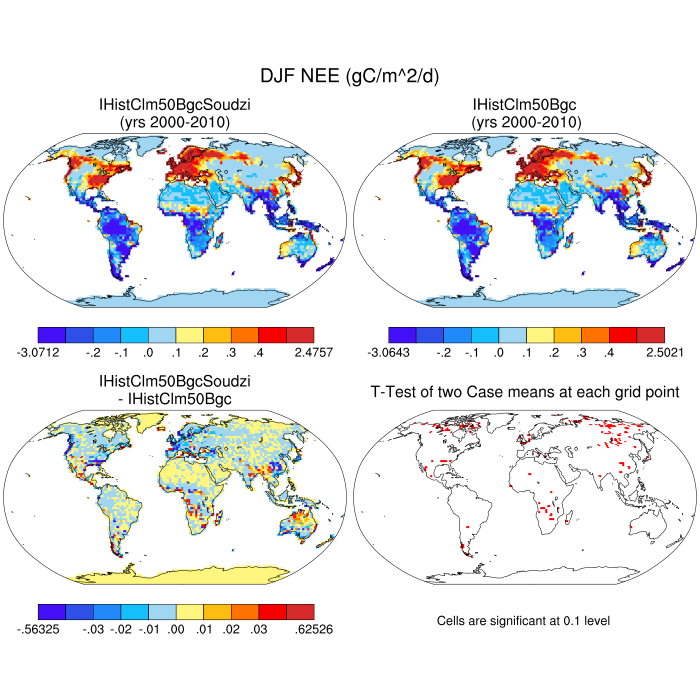 DJF NEE (gC/m^2/d)
IHistClm50BgcSoudzi
(yrs 2000-2010)
IHistClm50Bgc
(yrs 2000-2010)
-3.0712 -.2 -.1 .0 .1 .2 .3 .4 2.4757
-3.0643 -.2 -.1 .0 .1 .2 .3 .4 2.5021
IHistClm50BgcSoudzi
- IHistClm50Bgc
T-Test of two Case means at each grid point
-.56325 -.03 -.02 -.01 .00 .01 .02 .03 .62526
Cells are significant at 0.1 level